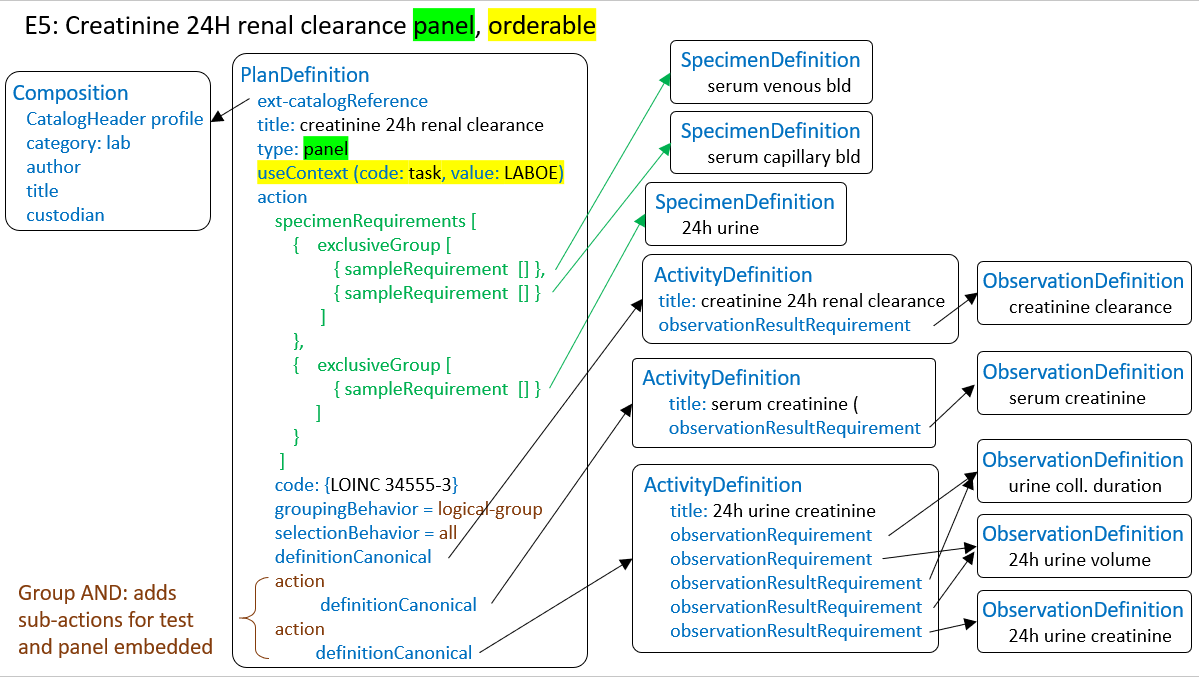 E5: Creatinine 24H renal clearance panel, orderable
Composition
CatalogHeader profile
category: lab
author
title
custodian
PlanDefinition
ext-catalogReference
title: creatinine 24h renal clearance
type: panel
useContext (code: task, value: LABOE)
action
specimenRequirements [
{ exclusiveGroup [
{ sampleRequirement [] },
{ sampleRequirement [] }
]
},
{ exclusiveGroup [
{ sampleRequirement [] }
]
}
]
code: {LOINC 34555-3}
groupingBehavior = logical-group
selectionBehavior = all
definitionCanonical
action
definitionCanonical
action
definitionCanonical
Group AND: adds
sub-actions for test
and panel embedded
SpecimenDefinition
serum venous bld
SpecimenDefinition
serum capillary bld
SpecimenDefinition
24h urine
ActivityDefinition
title: creatinine 24h renal clearance
observationResultRequirement
ActivityDefinition
title: serum creatinine (
observationResultRequirement
ActivityDefinition
title: 24h urine creatinine
observationRequirement
observationRequirement
observationResultRequirement
observationResultRequirement
observationResultRequirement
ObservationDefinition
creatinine clearance
ObservationDefinition
serum creatinine
ObservationDefinition
urine coll. duration
ObservationDefinition
24h urine volume
ObservationDefinition
24h urine creatinine